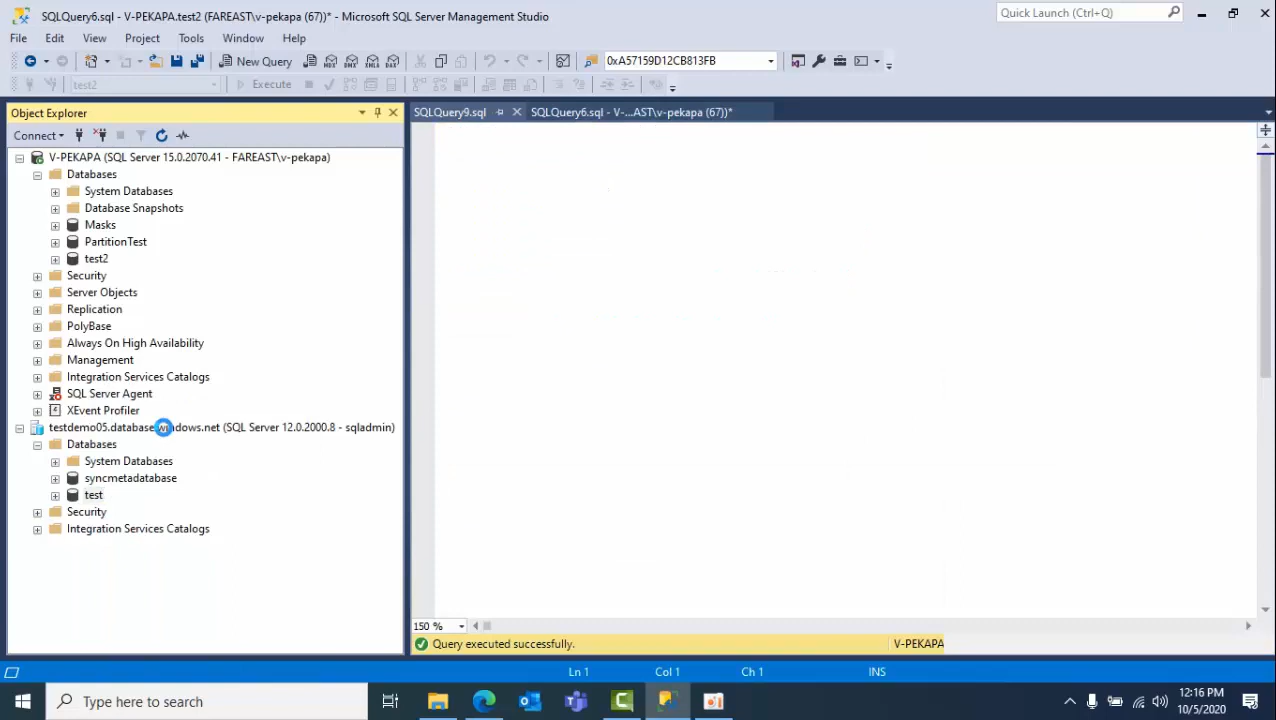 SQLQuery6.sql - V-PEKAPA.test2 (FAREAST\v-pekapa (67))* - Microsoft SQL Server Management Studio
Quick Launch (Ctrl+Q)
File Edit View Project Tools Window Help
New Query
MDX DMX XMLA DAX
0xA57159D12CB813FB
test2
Execute
Object Explorer
SQLQuery9.sql
SQLQuery6.sql - V-...AST\v-pekapa (67))*
Connect
V-PEKAPA (SQL Server 15.0.2070.41 - FAREAST\v-pekapa)
Databases
System Databases
Database Snapshots
Masks
PartitionTest
test2
Security
Server Objects
Replication
PolyBase
Always On High Availability
Management
Integration Services Catalogs
SQL Server Agent
XEvent Profiler
testdemo05.database.windows.net (SQL Server 12.0.2000.8 - sqladmin)
Databases
System Databases
syncmetadatabase
test
Security
Integration Services Catalogs
150 %
Query executed successfully.
V-PEKAPA
Ln 1
Col 1
Ch 1
INS
Type here to search
12:16 PM
10/5/2020